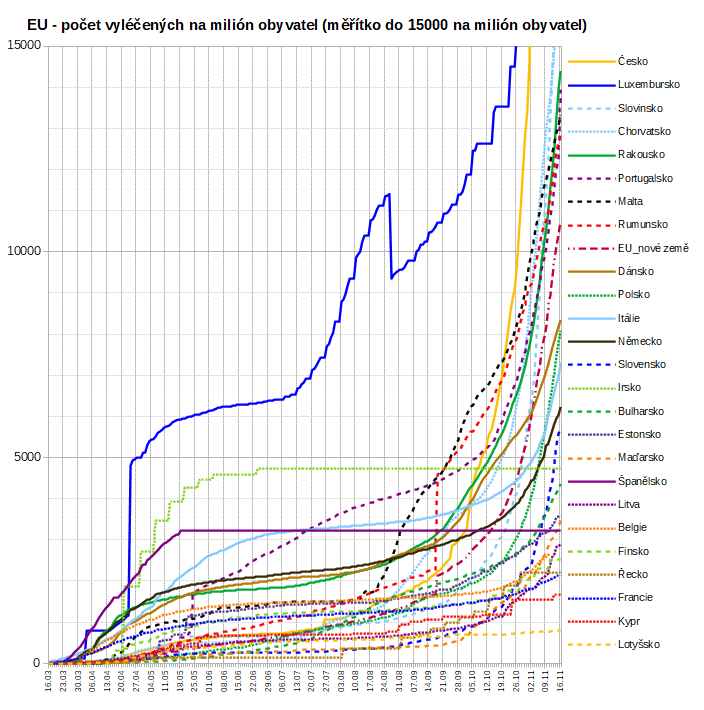 EU - počet vyléčených na milión obyvatel (měřítko do 15000 na milión obyvatel)
15000
10000
5000
0
Česko
Luxembursko
Slovinsko
Chorvatsko
Rakousko
Portugalsko
Malta
Rumunsko
EU_nové země
Dánsko
Polsko
Itálie
Německo
Slovensko
Irsko
Bulharsko
Estonsko
Maďarsko
Španělsko
Litva
Belgie
Finsko
Řecko
Francie
Kypr
Lotyšsko
16.03
23.03
30.03
06.04
13.04
20.04
27.04
04.05
11.05
18.05
25.05
01.06
08.06
15.06
22.06
29.06
06.07
13.07
20.07
27.07
03.08
10.08
17.08
24.08
31.08
07.09
14.09
21.09
28.09
05.10
12.10
19.10
26.10
02.11
09.11
16.11